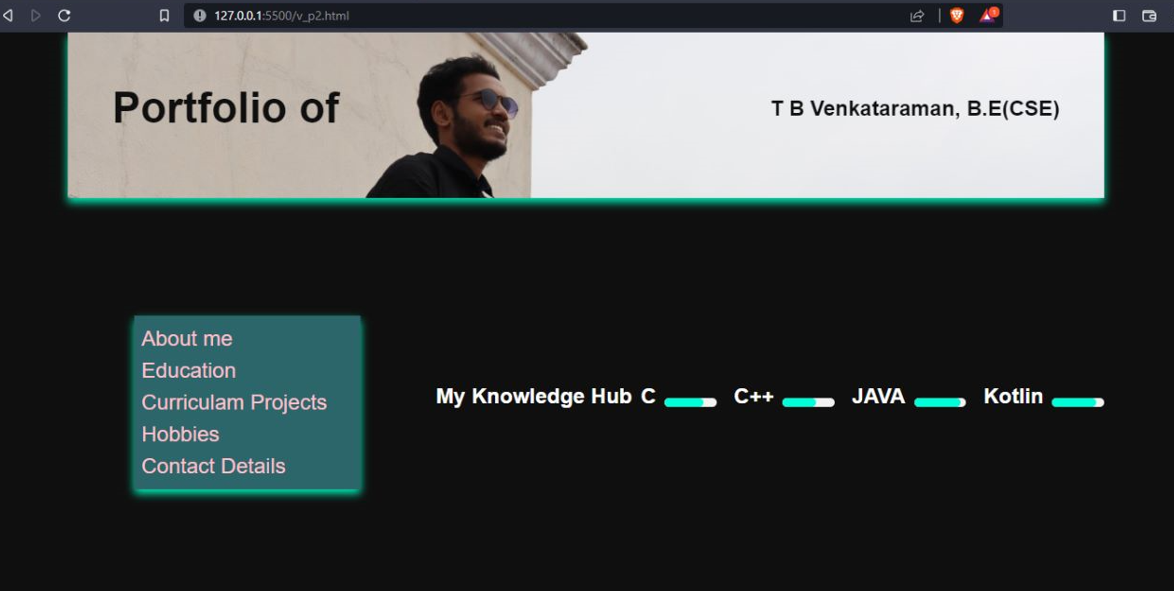 127.0.0.1:5500/v_p2.html
3
Portfolio of
T B Venkataraman, B.E(CSE)
About me
Education
Curriculam Projects
Hobbies
Contact Details
My Knowledge Hub C C++ JAVA Kotlin